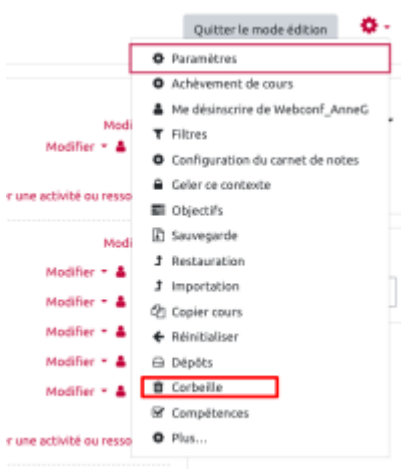 Quitter le mode édition
Paramètres
Achèvement de cours
Me désinscrire de Webconf_AnneG
Modi
Filtres
Modifier
Configuration du carnet de notes
Geler ce contexte
r une activité ou resso
Objectifs
Modi
Sauvegarde
Restauration
Modifier
Importation
Modifier
Copier cours
Modifier
Réinitialiser
Modifier
Dépôts
Modifier
Corbeille
Compétences
r une activité ou resso
Plus...